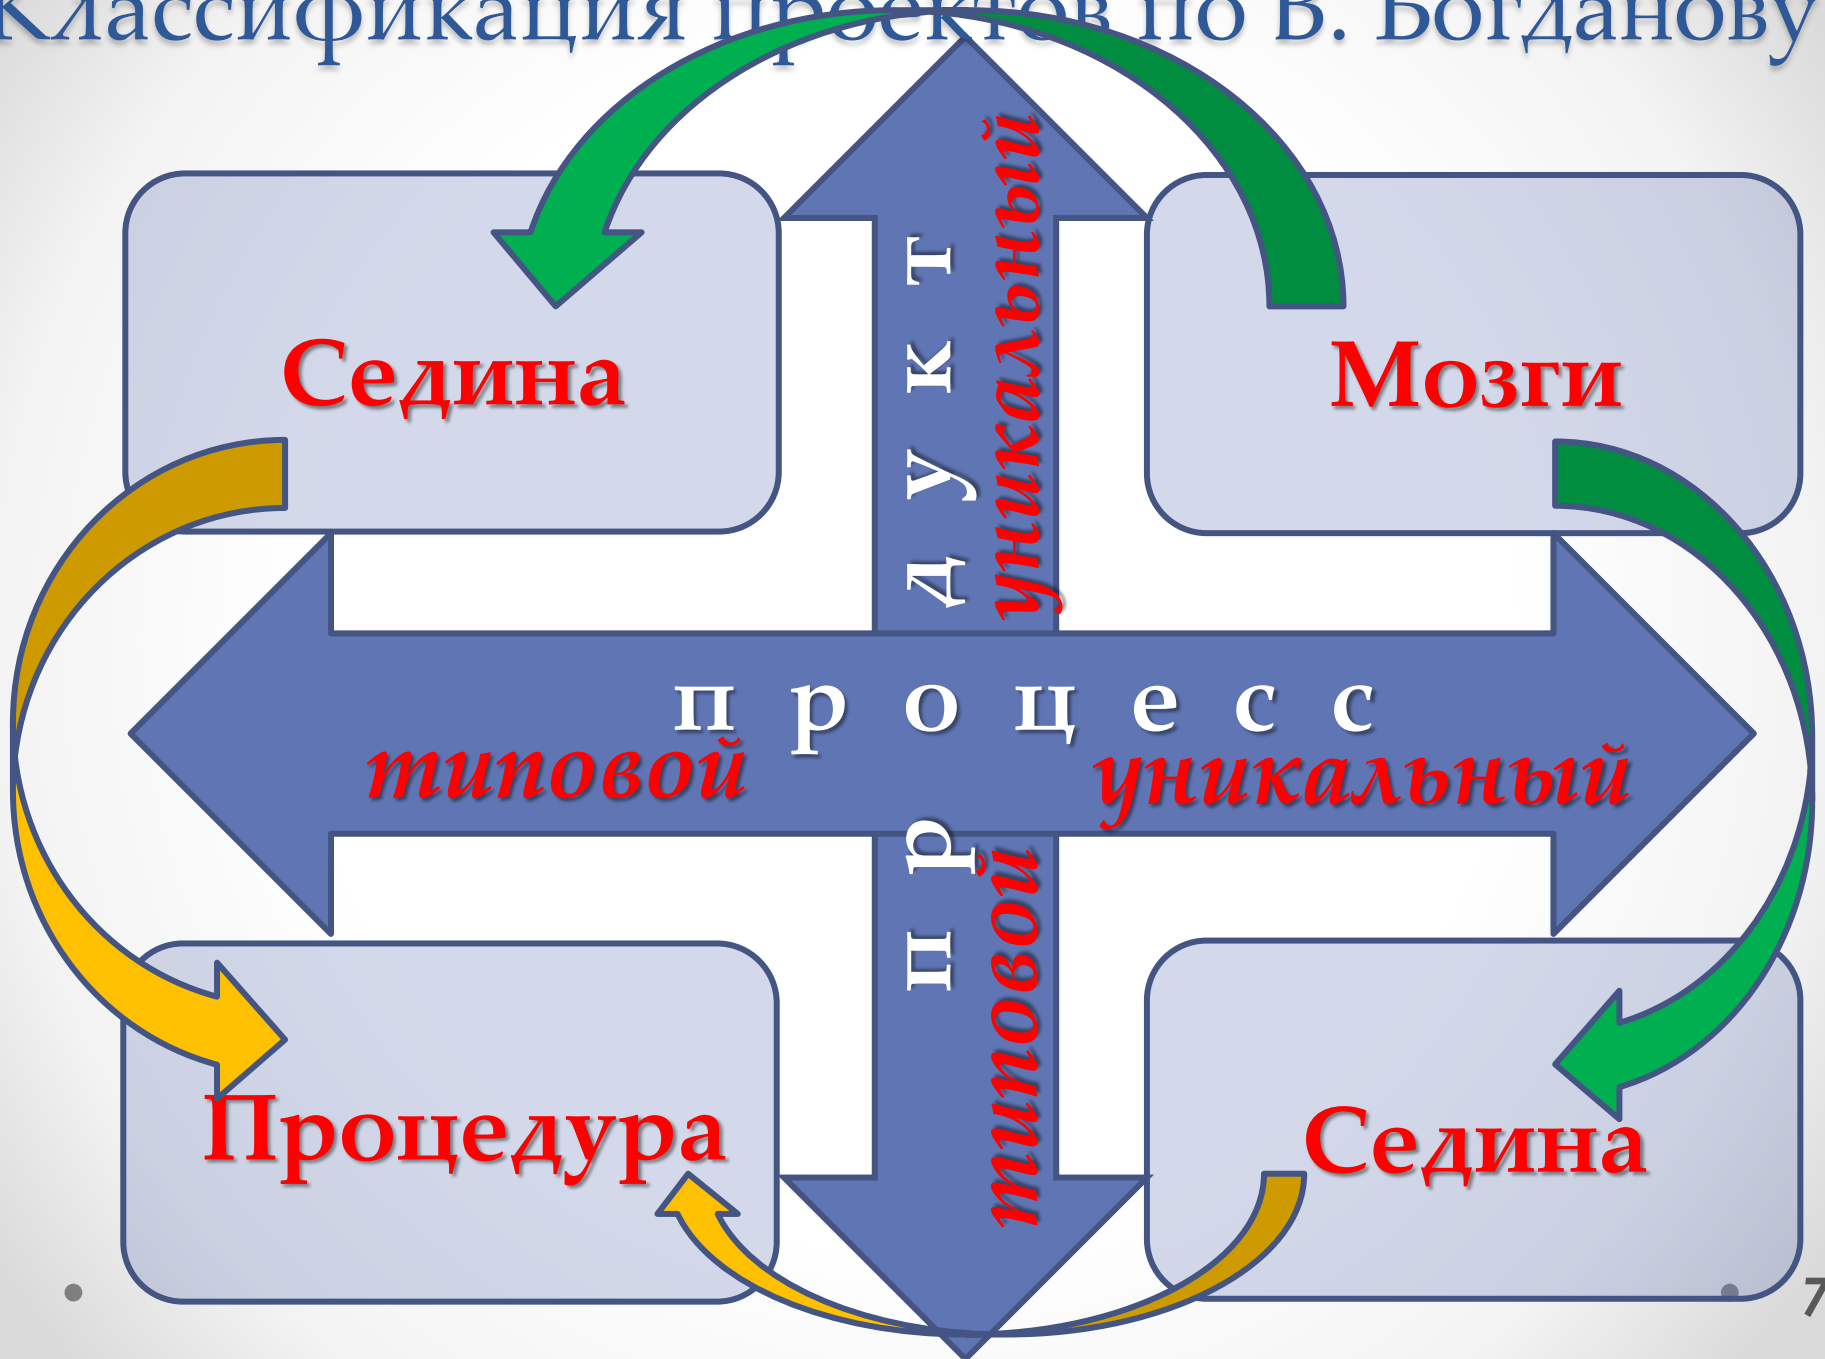 Классификация проектов по В. Богданову
Седина
Мозги
продукт
уникальный
процесс
типовой
уникальный
типовой
Процедура
Седина
7